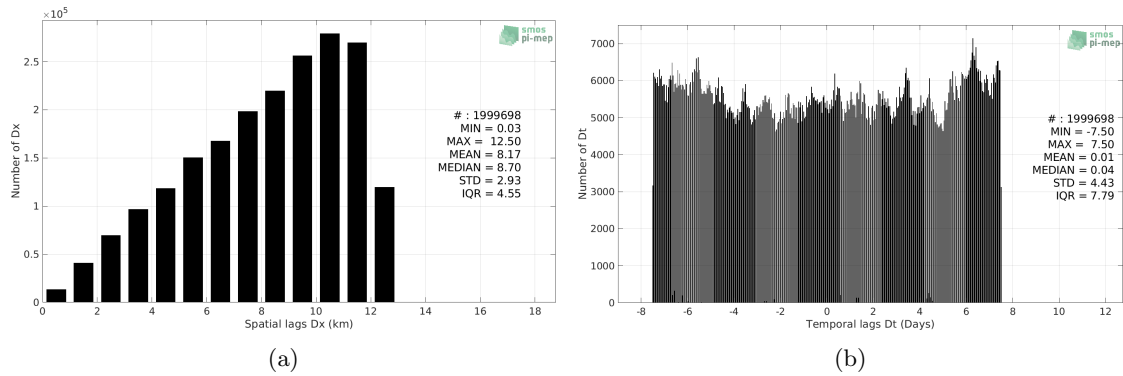 ×10^5
smos
pi-mep
2.5
2
1.5
1
0.5
0
Number of Dx
# : 1999698
MIN = 0.03
MAX = 12.50
MEAN = 8.17
MEDIAN = 8.70
STD = 2.93
IQR = 4.55
0 2 4 6 8 10 12 14 16 18
Spatial lags Dx (km)
(a)
smos
pi-mep
7000
6000
5000
4000
3000
2000
1000
0
Number of Dt
# : 1999698
MIN = -7.50
MAX = 7.50
MEAN = 0.01
MEDIAN = 0.04
STD = 4.43
IQR = 7.79
-8 -6 -4 -2 0 2 4 6 8 10 12
Temporal lags Dt (Days)
(b)